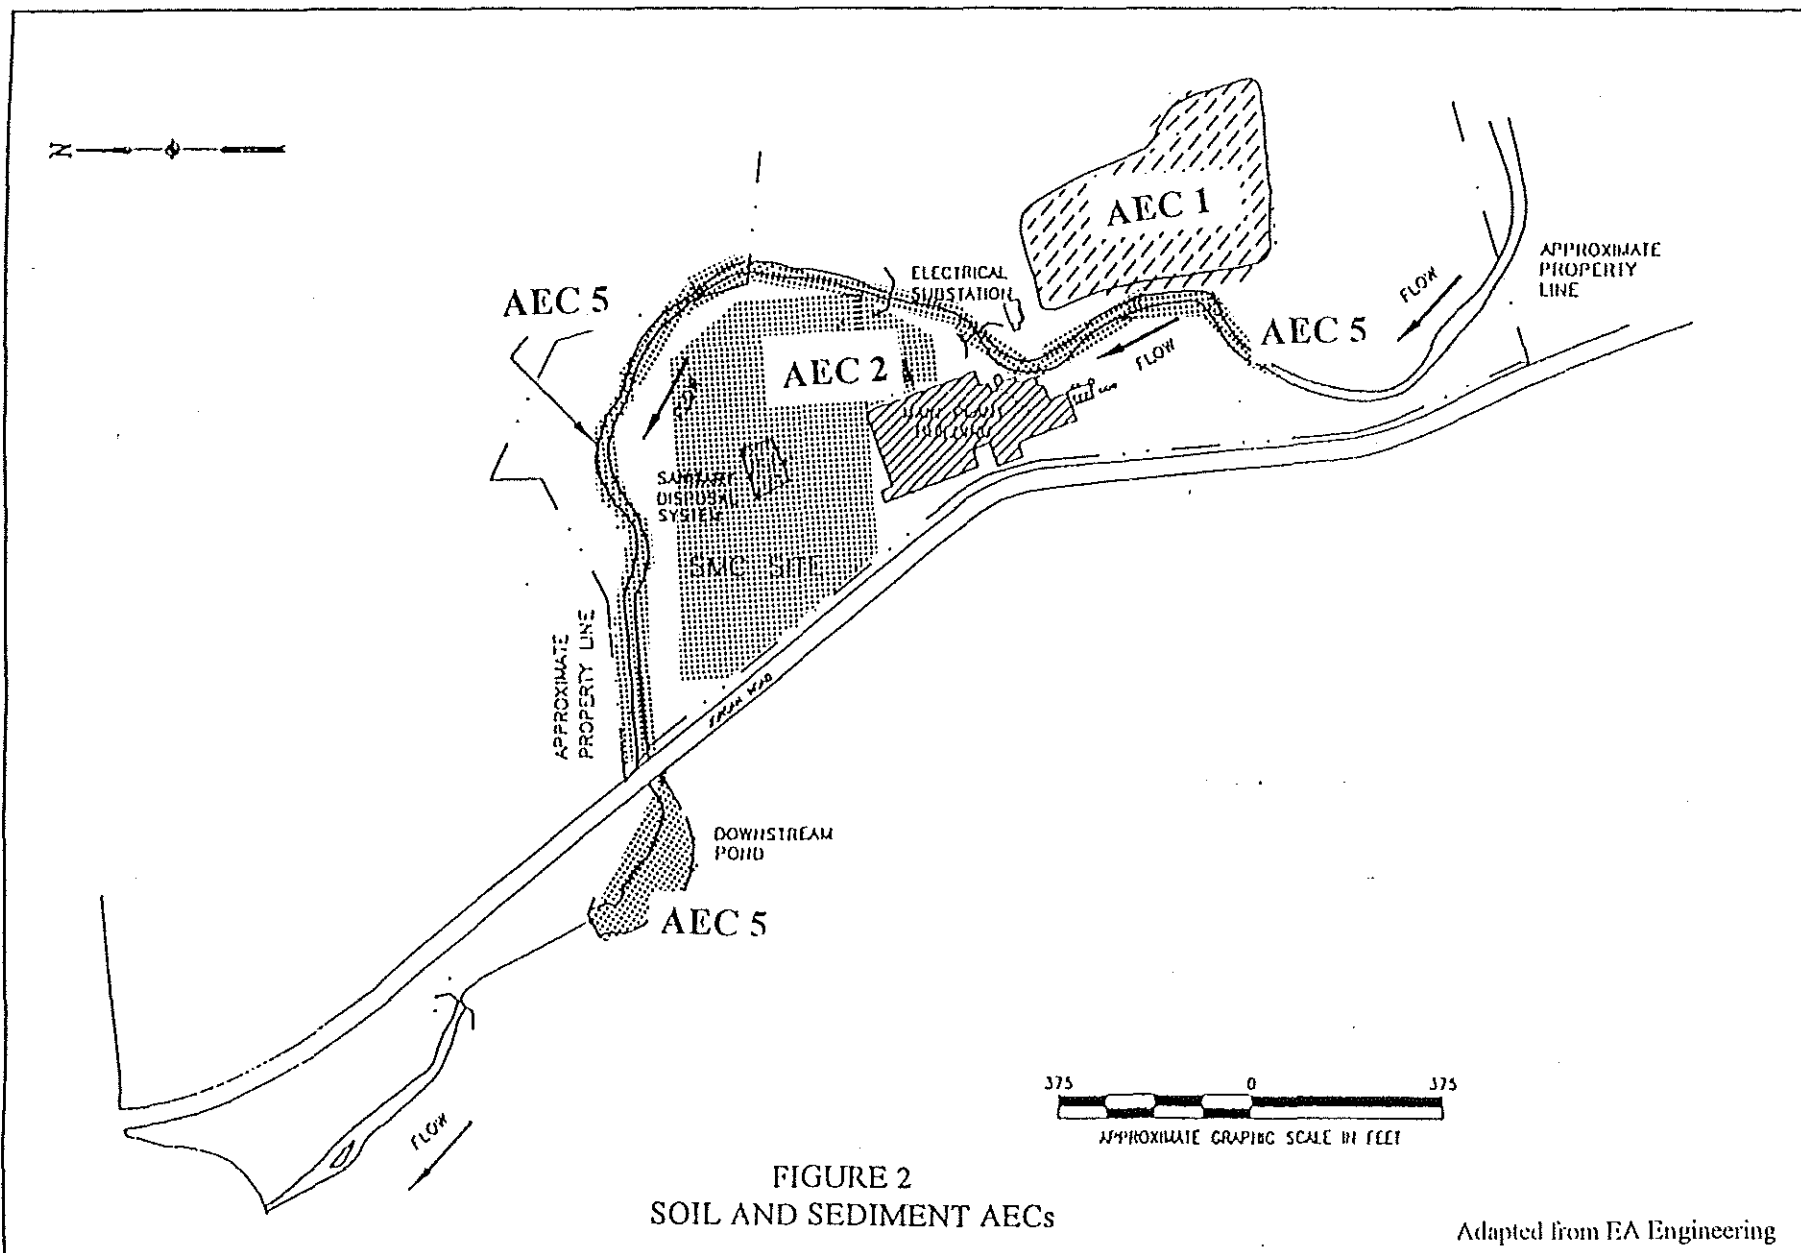 N
AEC 1
ELECTRICAL
SUBSTATION
AEC 5
FLOW
APPROXIMATE
PROPERTY
LINE
AEC 5
FLOW
AEC 2
SANITARY
DISPOSAL
SYSTEM
SMC SITE
APPROXIMATE
PROPERTY LINE
DOWNSTREAM
POND
AEC 5
FLOW
375 0 375
APPROXIMATE GRAPHIC SCALE IN FEET
FIGURE 2
SOIL AND SEDIMENT AECs
Adapted from EA Engineering